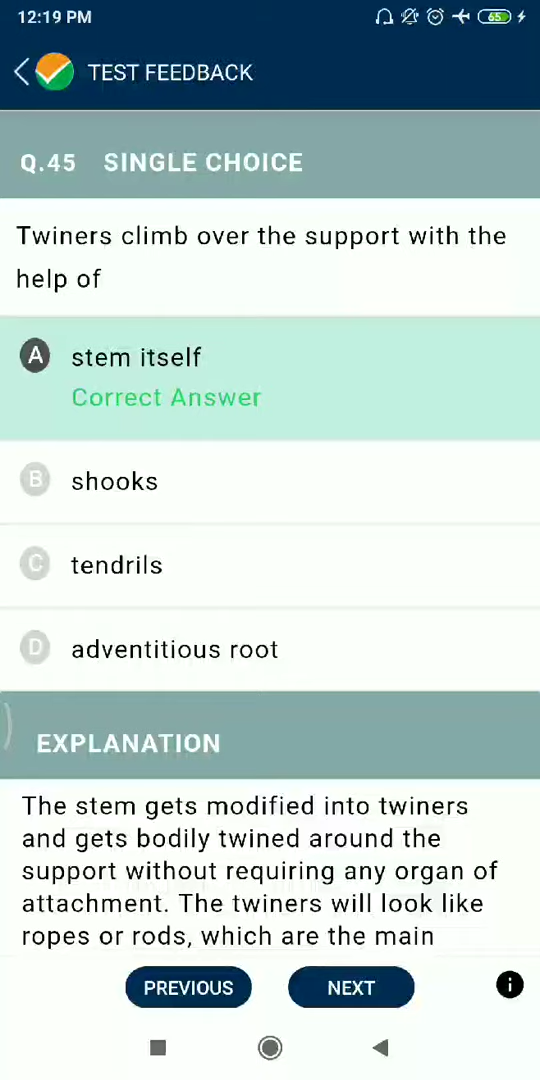 12:19 PM
65
TEST FEEDBACK
Q.45 SINGLE CHOICE
Twiners climb over the support with the
help of
A stem itself
Correct Answer
B shooks
C tendrils
D adventitious root
EXPLANATION
The stem gets modified into twiners
and gets bodily twined around the
support without requiring any organ of
attachment. The twiners will look like
ropes or rods, which are the main
PREVIOUS NEXT